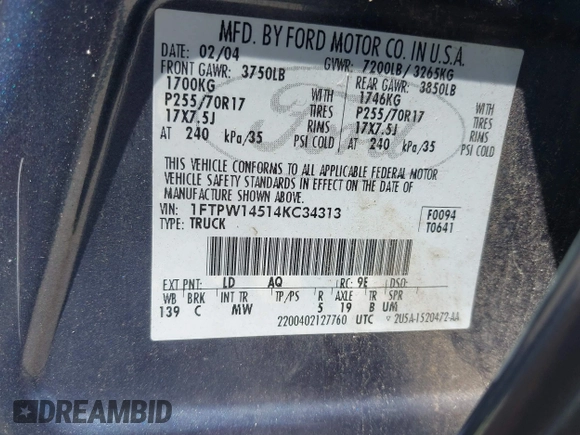 MFD. BY FORD MOTOR CO. IN U.S.A.
DATE: 02/04 GVWR: 7200LB/ 3265KG
FRONT GAWR: 3750LB REAR GAWR: 3850LB
1700KG WITH 1746KG WITH
P255/70R17 TIRES P255/70R17 TIRES
17X7.5J RIMS 17X7.5J RIMS
AT 240 kPa/35 PSI COLD AT 240 kPa/35 PSI COLD
THIS VEHICLE CONFORMS TO ALL APPLICABLE FEDERAL MOTOR
VEHICLE SAFETY STANDARDS IN EFFECT ON THE DATE OF
MANUFACTURE SHOWN ABOVE.
VIN: 1FTPW14514KC34313 F0094
TYPE: TRUCK T0641
EXT PNT: LD AQ RC: 9E DSO:
WB BRK INT TR TP/PS R AXLE TR SPR
139 C MW 5 19 B UM
2200402127760 UTC 2U5A-1520472-AA
Ford
DREAMBID